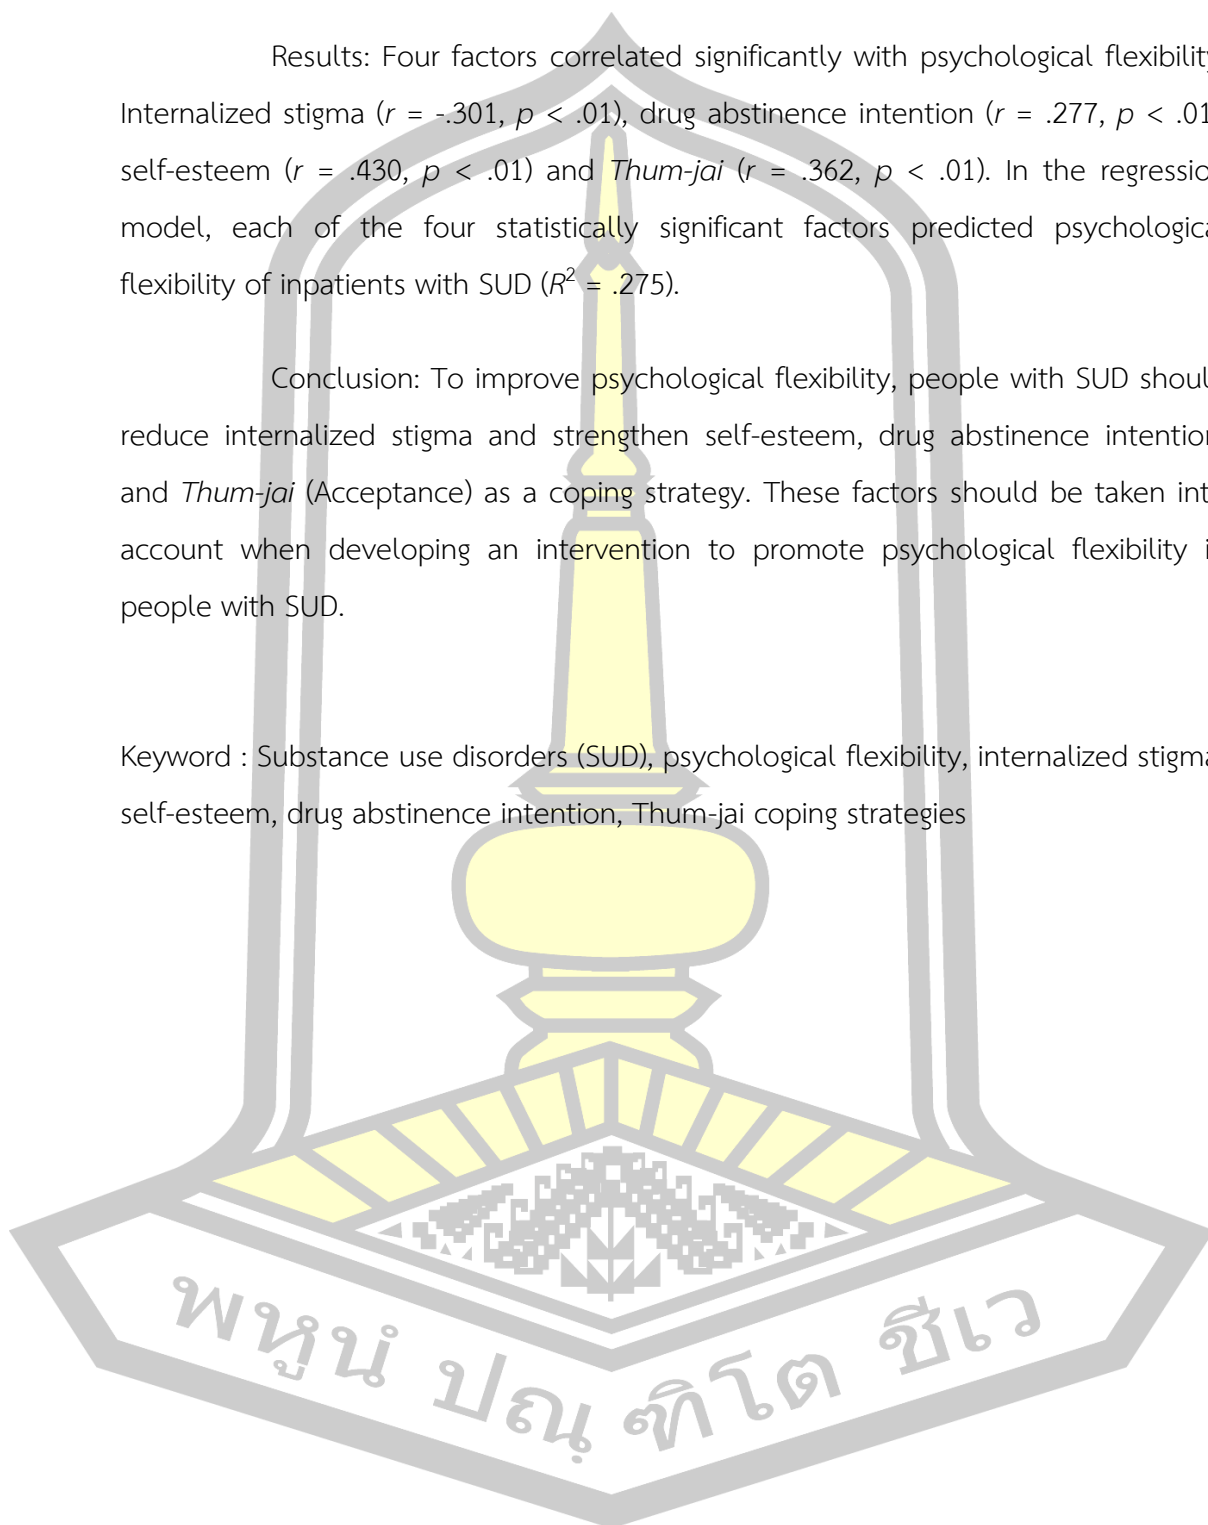 Results: Four factors correlated significantly with psychological flexibility
Internalized stigma (r = -.301, p < .01), drug abstinence intention (r = .277, p < .01
self-esteem (r = .430, p < .01) and Thum-jai (r = .362, p < .01). In the regressio
model, each of the four statistically significant factors predicted psychologica
flexibility of inpatients with SUD (R² = .275).
Conclusion: To improve psychological flexibility, people with SUD shoul
reduce internalized stigma and strengthen self-esteem, drug abstinence intention
and Thum-jai (Acceptance) as a coping strategy. These factors should be taken int
account when developing an intervention to promote psychological flexibility i
people with SUD.
Keyword : Substance use disorders (SUD), psychological flexibility, internalized stigma
self-esteem, drug abstinence intention, Thum-jai coping strategies
พหูนํ ปณฺฑิโต ชีเว